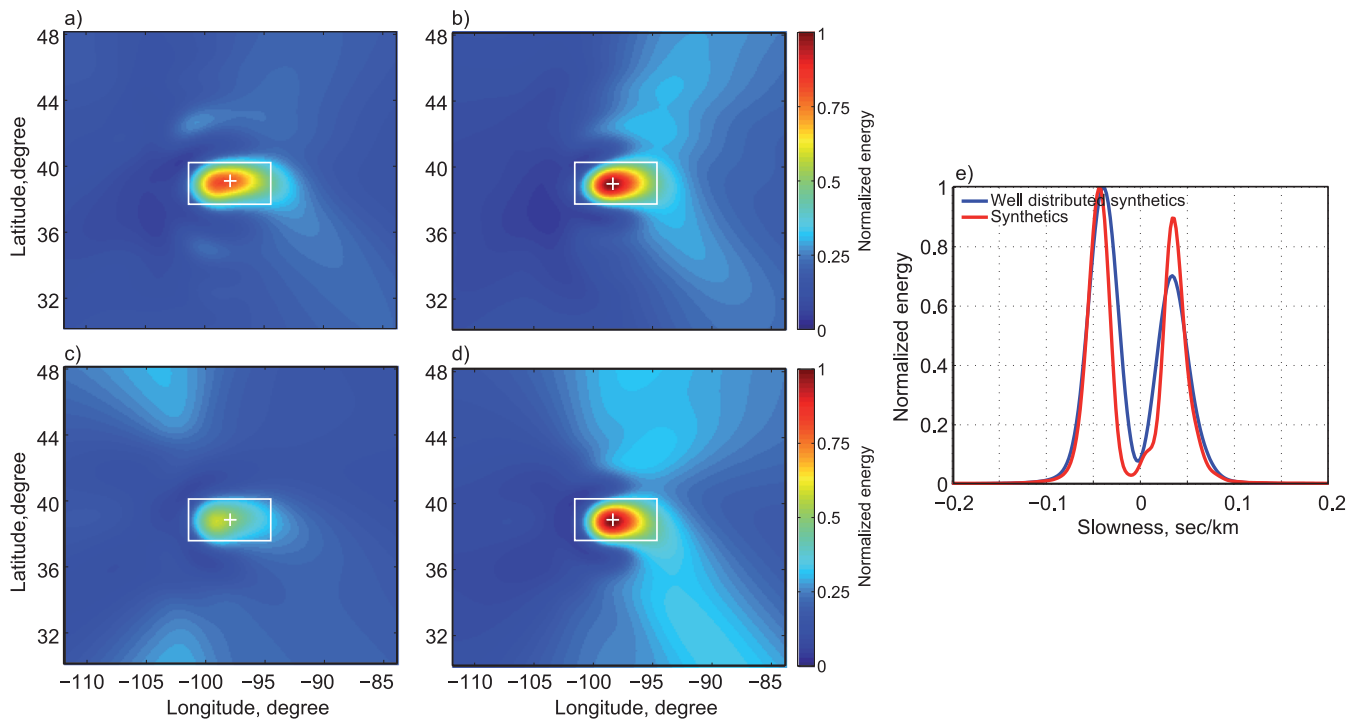 a)
b)
48
44
40
36
32
Latitude,degree
48
44
40
36
32
1
0.75
0.5
0.25
0
Normalized energy
c)
d)
48
44
40
36
32
Latitude,degree
−110 −105 −100 −95 −90 −85
Longitude, degree
48
44
40
36
32
−110 −105 −100 −95 −90 −85
Longitude, degree
1
0.75
0.5
0.25
0
Normalized energy
e)
Well distributed synthetics
Synthetics
1
0.8
0.6
0.4
0.2
0
Normalized energy
−0.2 −0.1 0 0.1 0.2
Slowness, sec/km